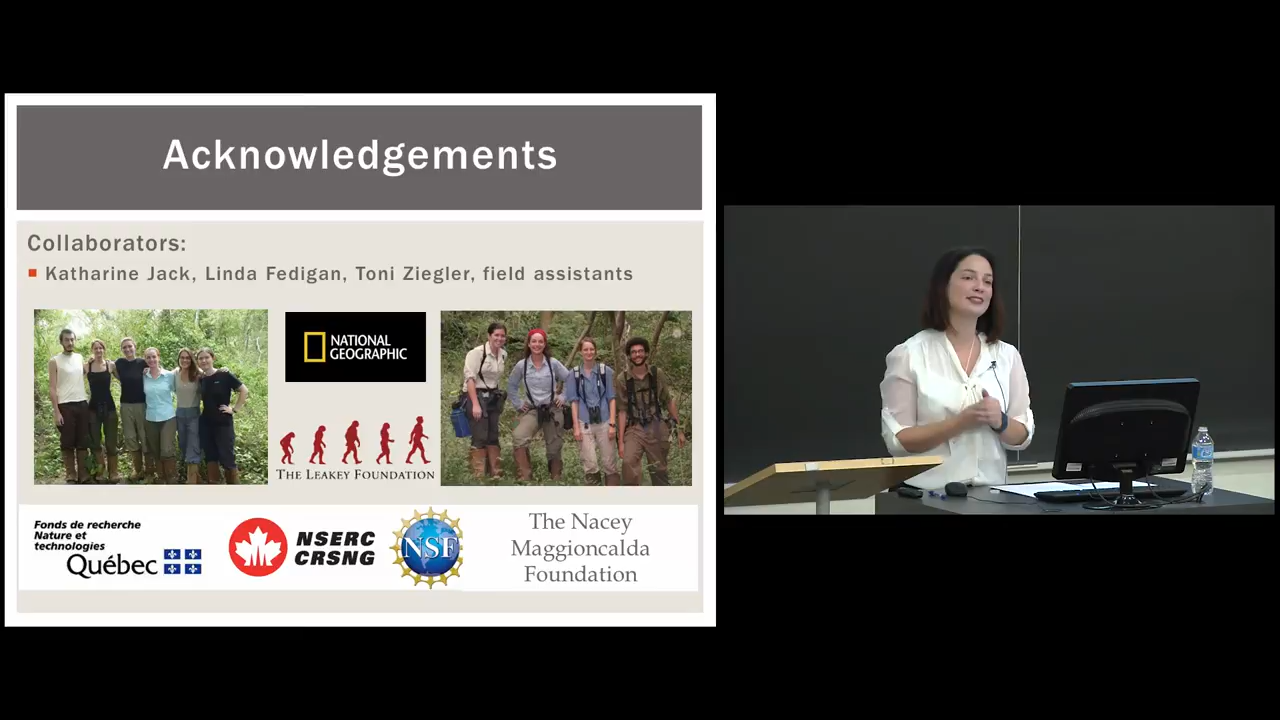 Acknowledgements
Collaborators:
Katharine Jack, Linda Fedigan, Toni Ziegler, field assistants
NATIONAL
GEOGRAPHIC
THE LEAKEY FOUNDATION
Fonds de recherche
Nature et
technologies
Québec
NSERC
CRSNG
NSF
The Nacey
Maggioncalda
Foundation